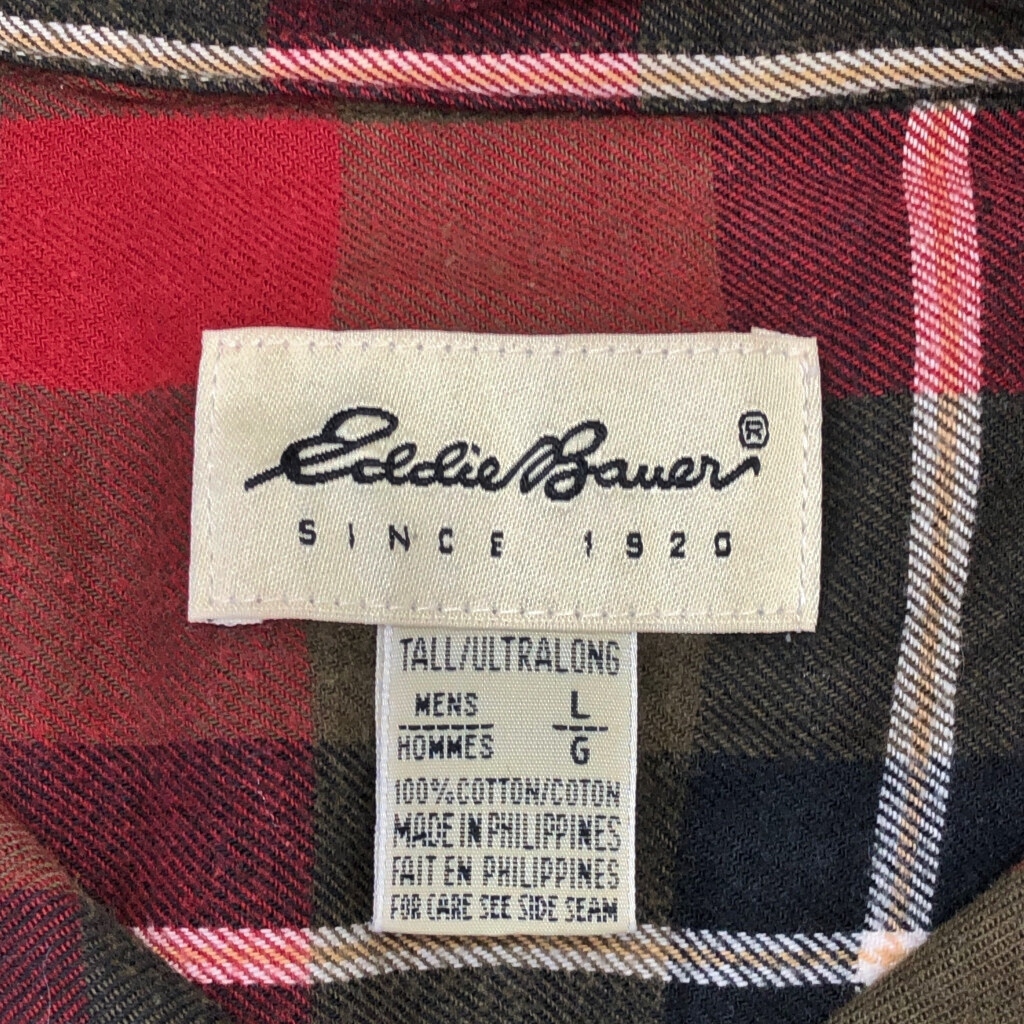 Eddie Bauer®
SINCE 1920
TALL/ULTRALONG
MENS L
HOMMES G
100% COTTON/COTON
MADE IN PHILIPPINES
FAIT EN PHILIPPINES
FOR CARE SEE SIDE SEAM